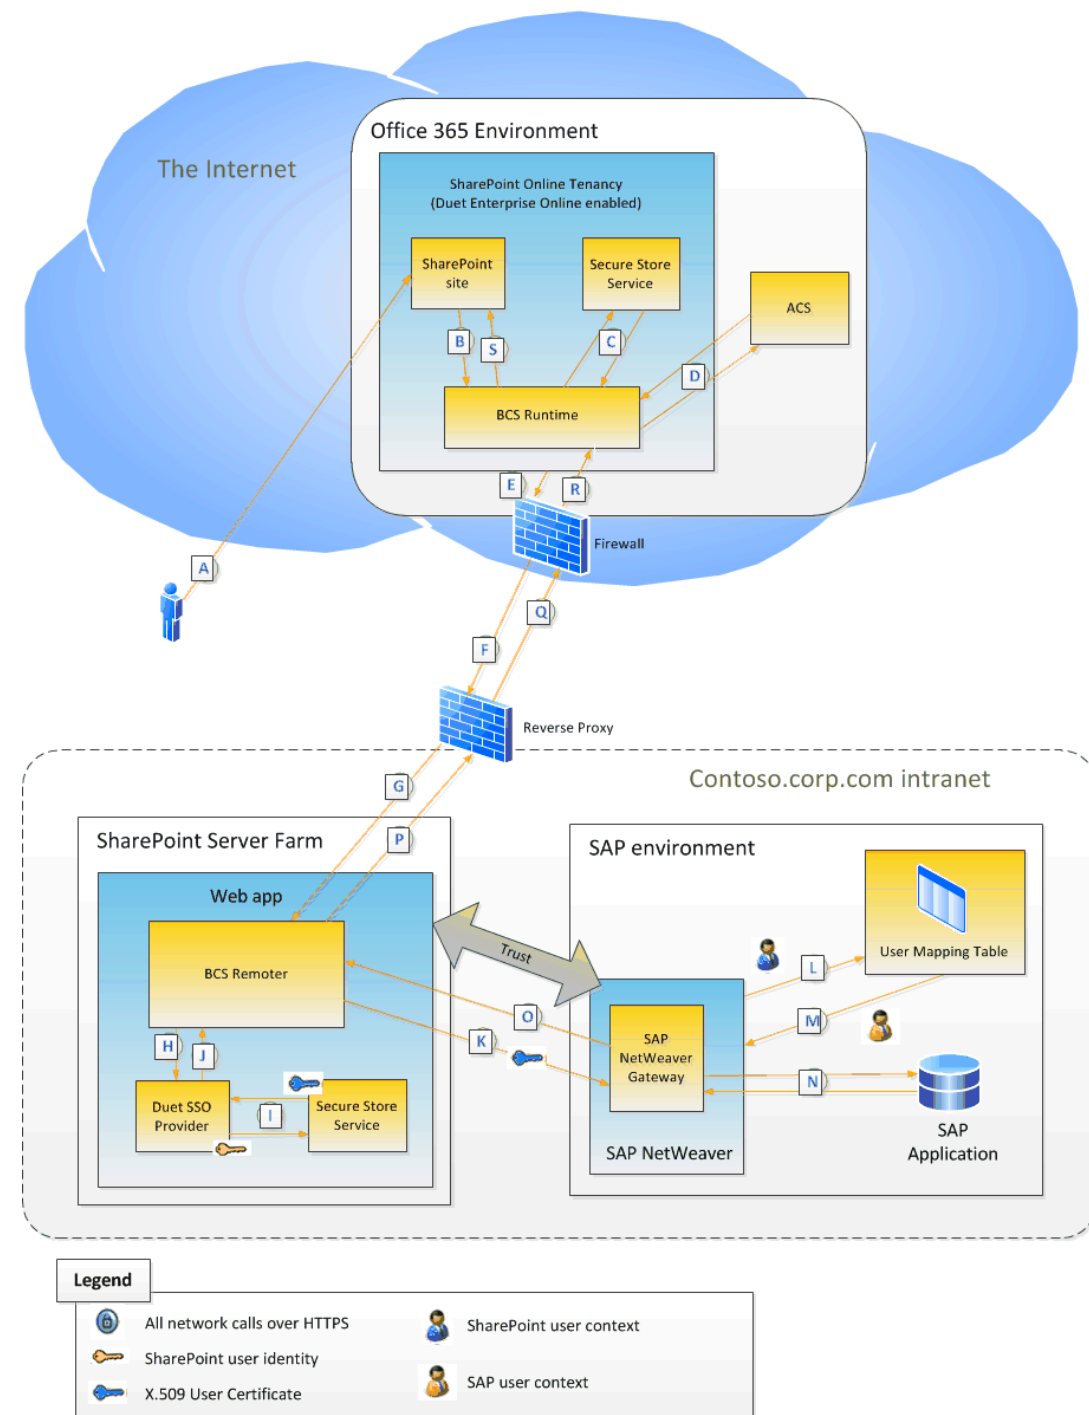 Office 365 Environment
The Internet
SharePoint Online Tenancy
(Duet Enterprise Online enabled)
SharePoint
site
Secure Store
Service
ACS
B
S
C
D
BCS Runtime
E
R
Firewall
A
Q
F
Reverse Proxy
Contoso.corp.com intranet
G
P
SharePoint Server Farm
SAP environment
Web app
BCS Remoter
Trust
User Mapping Table
L
O
K
M
SAP
NetWeaver
Gateway
H
J
N
Duet SSO
Provider
I
Secure Store
Service
SAP NetWeaver
SAP
Application
Legend
All network calls over HTTPS
SharePoint user context
SharePoint user identity
SAP user context
X.509 User Certificate